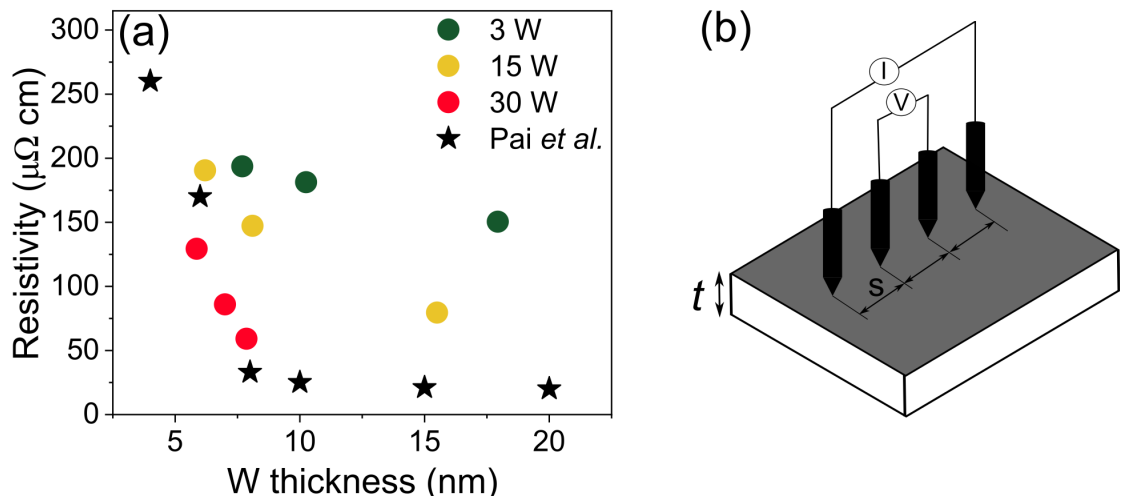 (a)
3 W
15 W
30 W
Pai et al.
Resistivity (μΩ cm)
300
250
200
150
100
50
0
5
10
15
20
W thickness (nm)
(b)
I
V
s
t